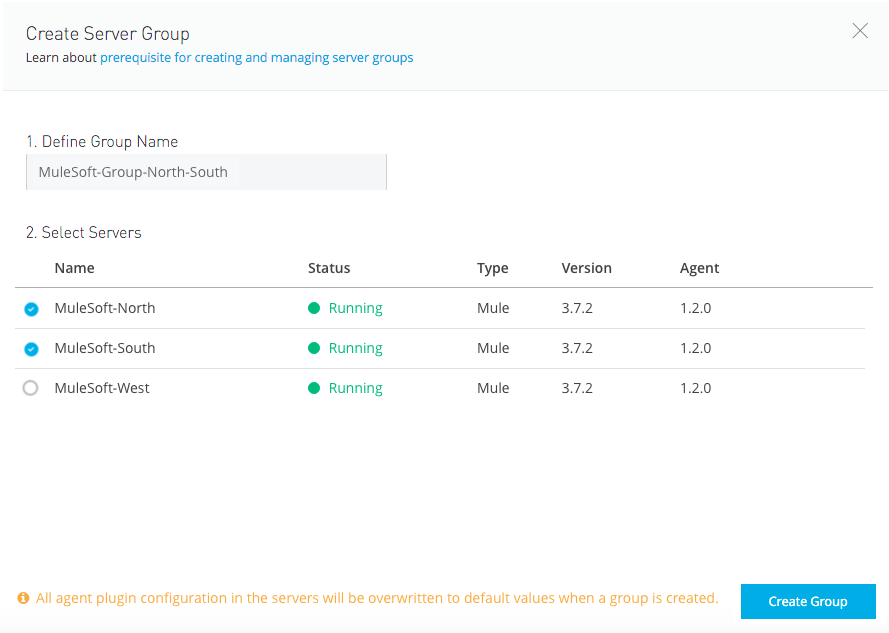 Create Server Group
Learn about prerequisite for creating and managing server groups
1. Define Group Name
MuleSoft-Group-North-South
2. Select Servers
Name Status Type Version Agent
MuleSoft-North Running Mule 3.7.2 1.2.0
MuleSoft-South Running Mule 3.7.2 1.2.0
MuleSoft-West Running Mule 3.7.2 1.2.0
All agent plugin configuration in the servers will be overwritten to default values when a group is created.
Create Group